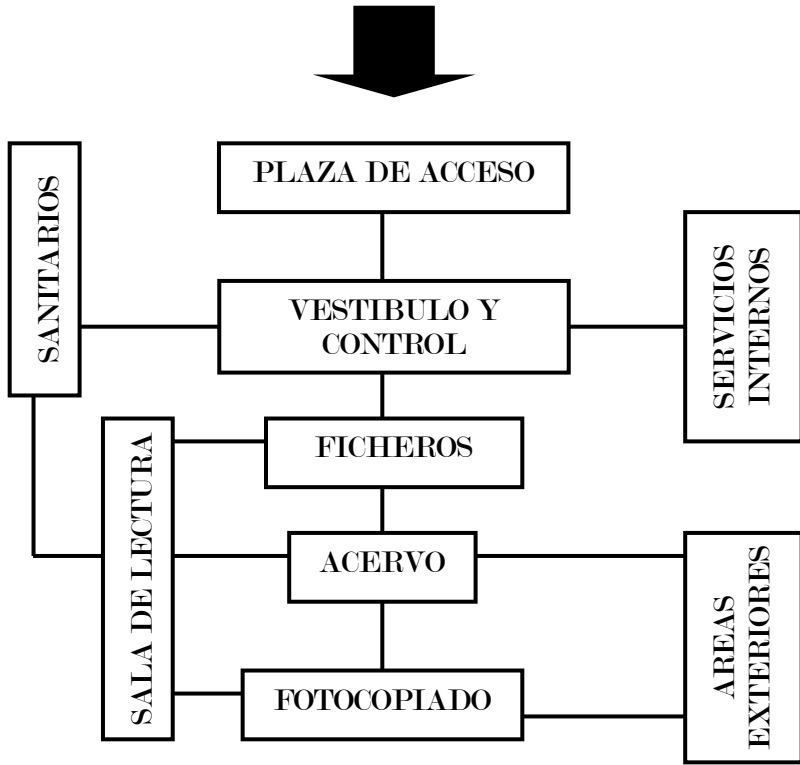 PLAZA DE ACCESO
SANITARIOS
VESTIBULO Y
CONTROL
SERVICIOS
INTERNOS
FICHEROS
SALA DE LECTURA
ACERVO
AREAS
EXTERIORES
FOTOCOPIADO